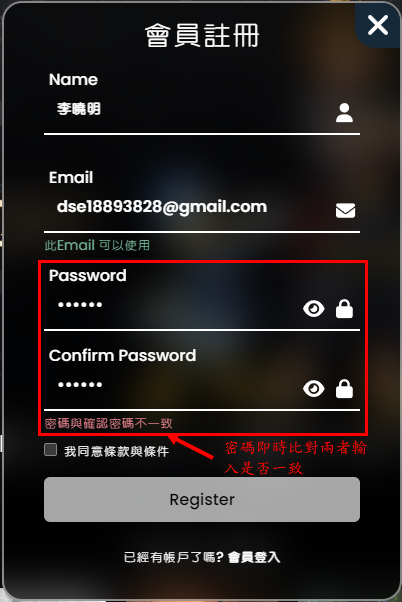 會員註冊
Name
李曉明
Email
dse18893828@gmail.com
此Email 可以使用
Password
••••••
Confirm Password
••••••
密碼與確認密碼不一致
密碼即時比對兩者輸
入是否一致
我同意條款與條件
Register
已經有帳戶了嗎? 會員登入